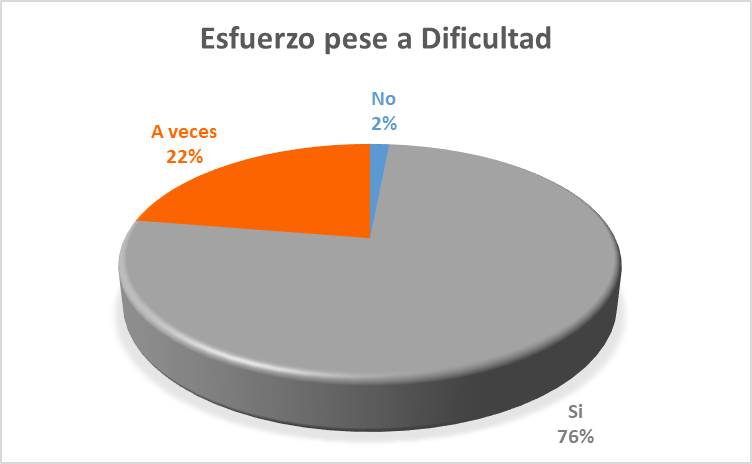 Esfuerzo pese a Dificultad
No
2%
A veces
22%
Si
76%